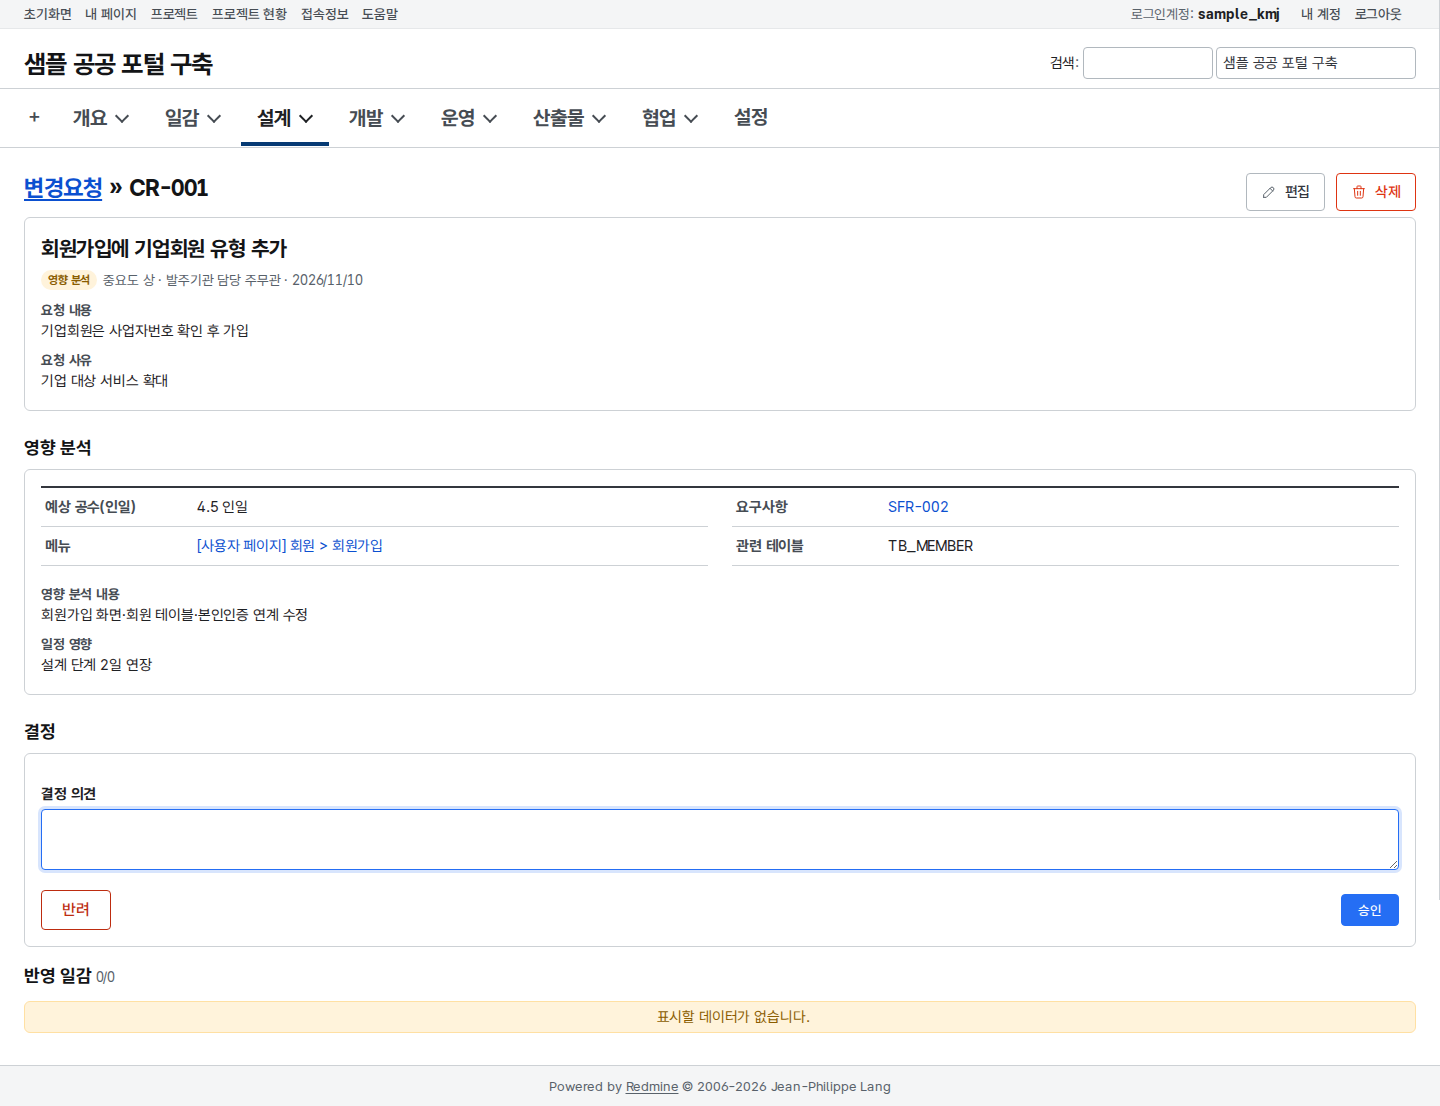 초기화면 내 페이지 프로젝트 프로젝트 현황 접속정보 도움말 로그인계정: sample_kmj 내 계정 로그아웃
샘플 공공 포털 구축 검색: 샘플 공공 포털 구축
+ 개요 일감 설계 개발 운영 산출물 협업 설정
변경요청 » CR-001 편집 삭제
회원가입에 기업회원 유형 추가
영향 분석 중요도 상 · 발주기관 담당 주무관 · 2026/11/10
요청 내용
기업회원은 사업자번호 확인 후 가입
요청 사유
기업 대상 서비스 확대
영향 분석
예상 공수(인일) 4.5 인일 요구사항 SFR-002
메뉴 [사용자 페이지] 회원 > 회원가입 관련 테이블 TB_MEMBER
영향 분석 내용
회원가입 화면·회원 테이블·본인인증 연계 수정
일정 영향
설계 단계 2일 연장
결정
결정 의견
반려 승인
반영 일감 0/0
표시할 데이터가 없습니다.
Powered by Redmine © 2006-2026 Jean-Philippe Lang